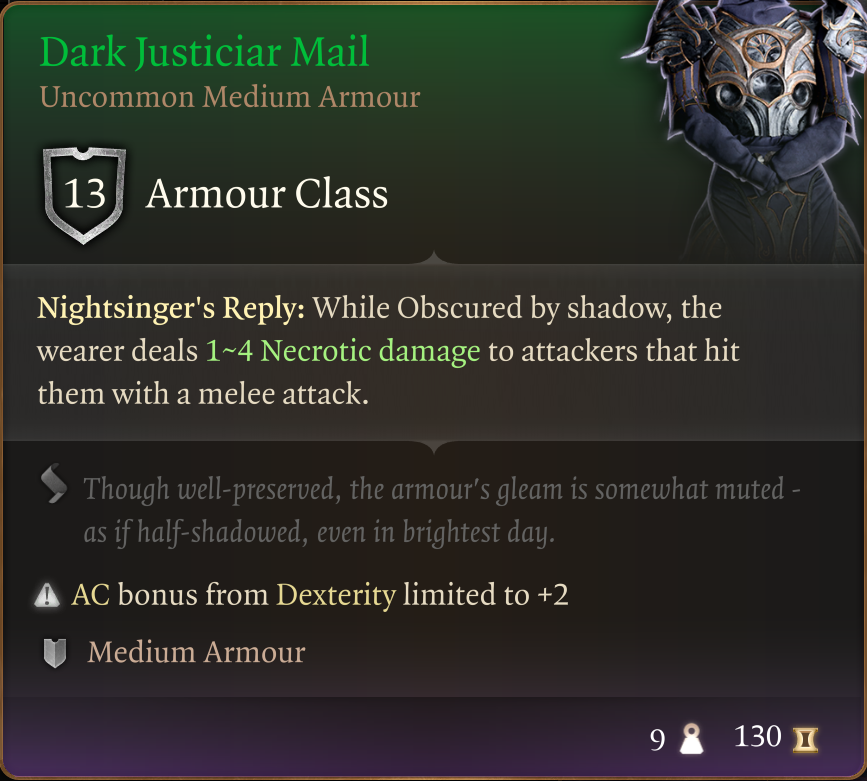 Dark Justiciar Mail
Uncommon Medium Armour
13 Armour Class
Nightsinger's Reply: While Obscured by shadow, the
wearer deals 1~4 Necrotic damage to attackers that hit
them with a melee attack.
Though well-preserved, the armour's gleam is somewhat muted -
as if half-shadowed, even in brightest day.
AC bonus from Dexterity limited to +2
Medium Armour
9 130